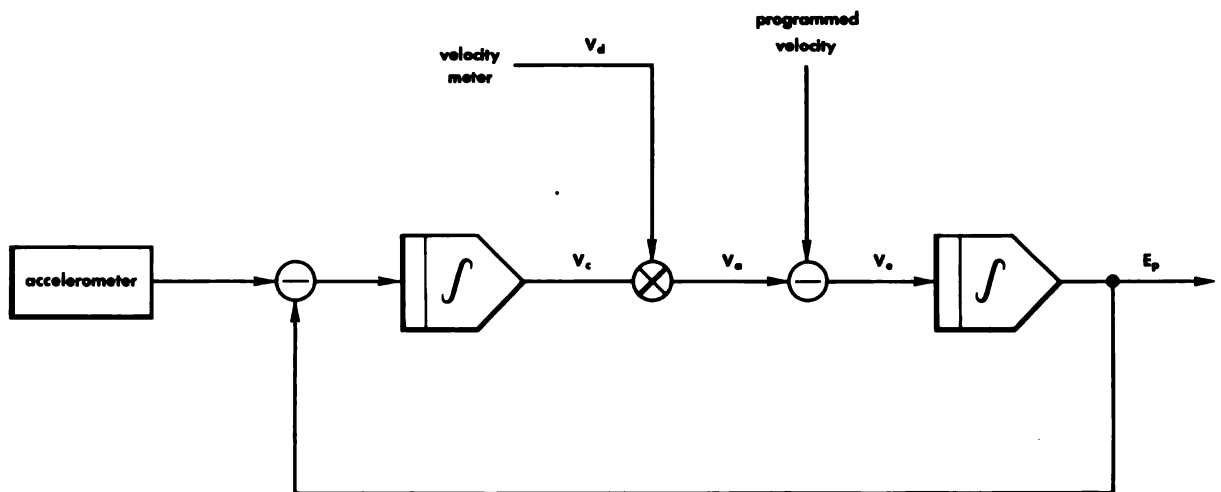 programmed
velocity
velocity
meter
V_d
accelerometer
−
∫
V_c
V_a
−
V_e
∫
E_p